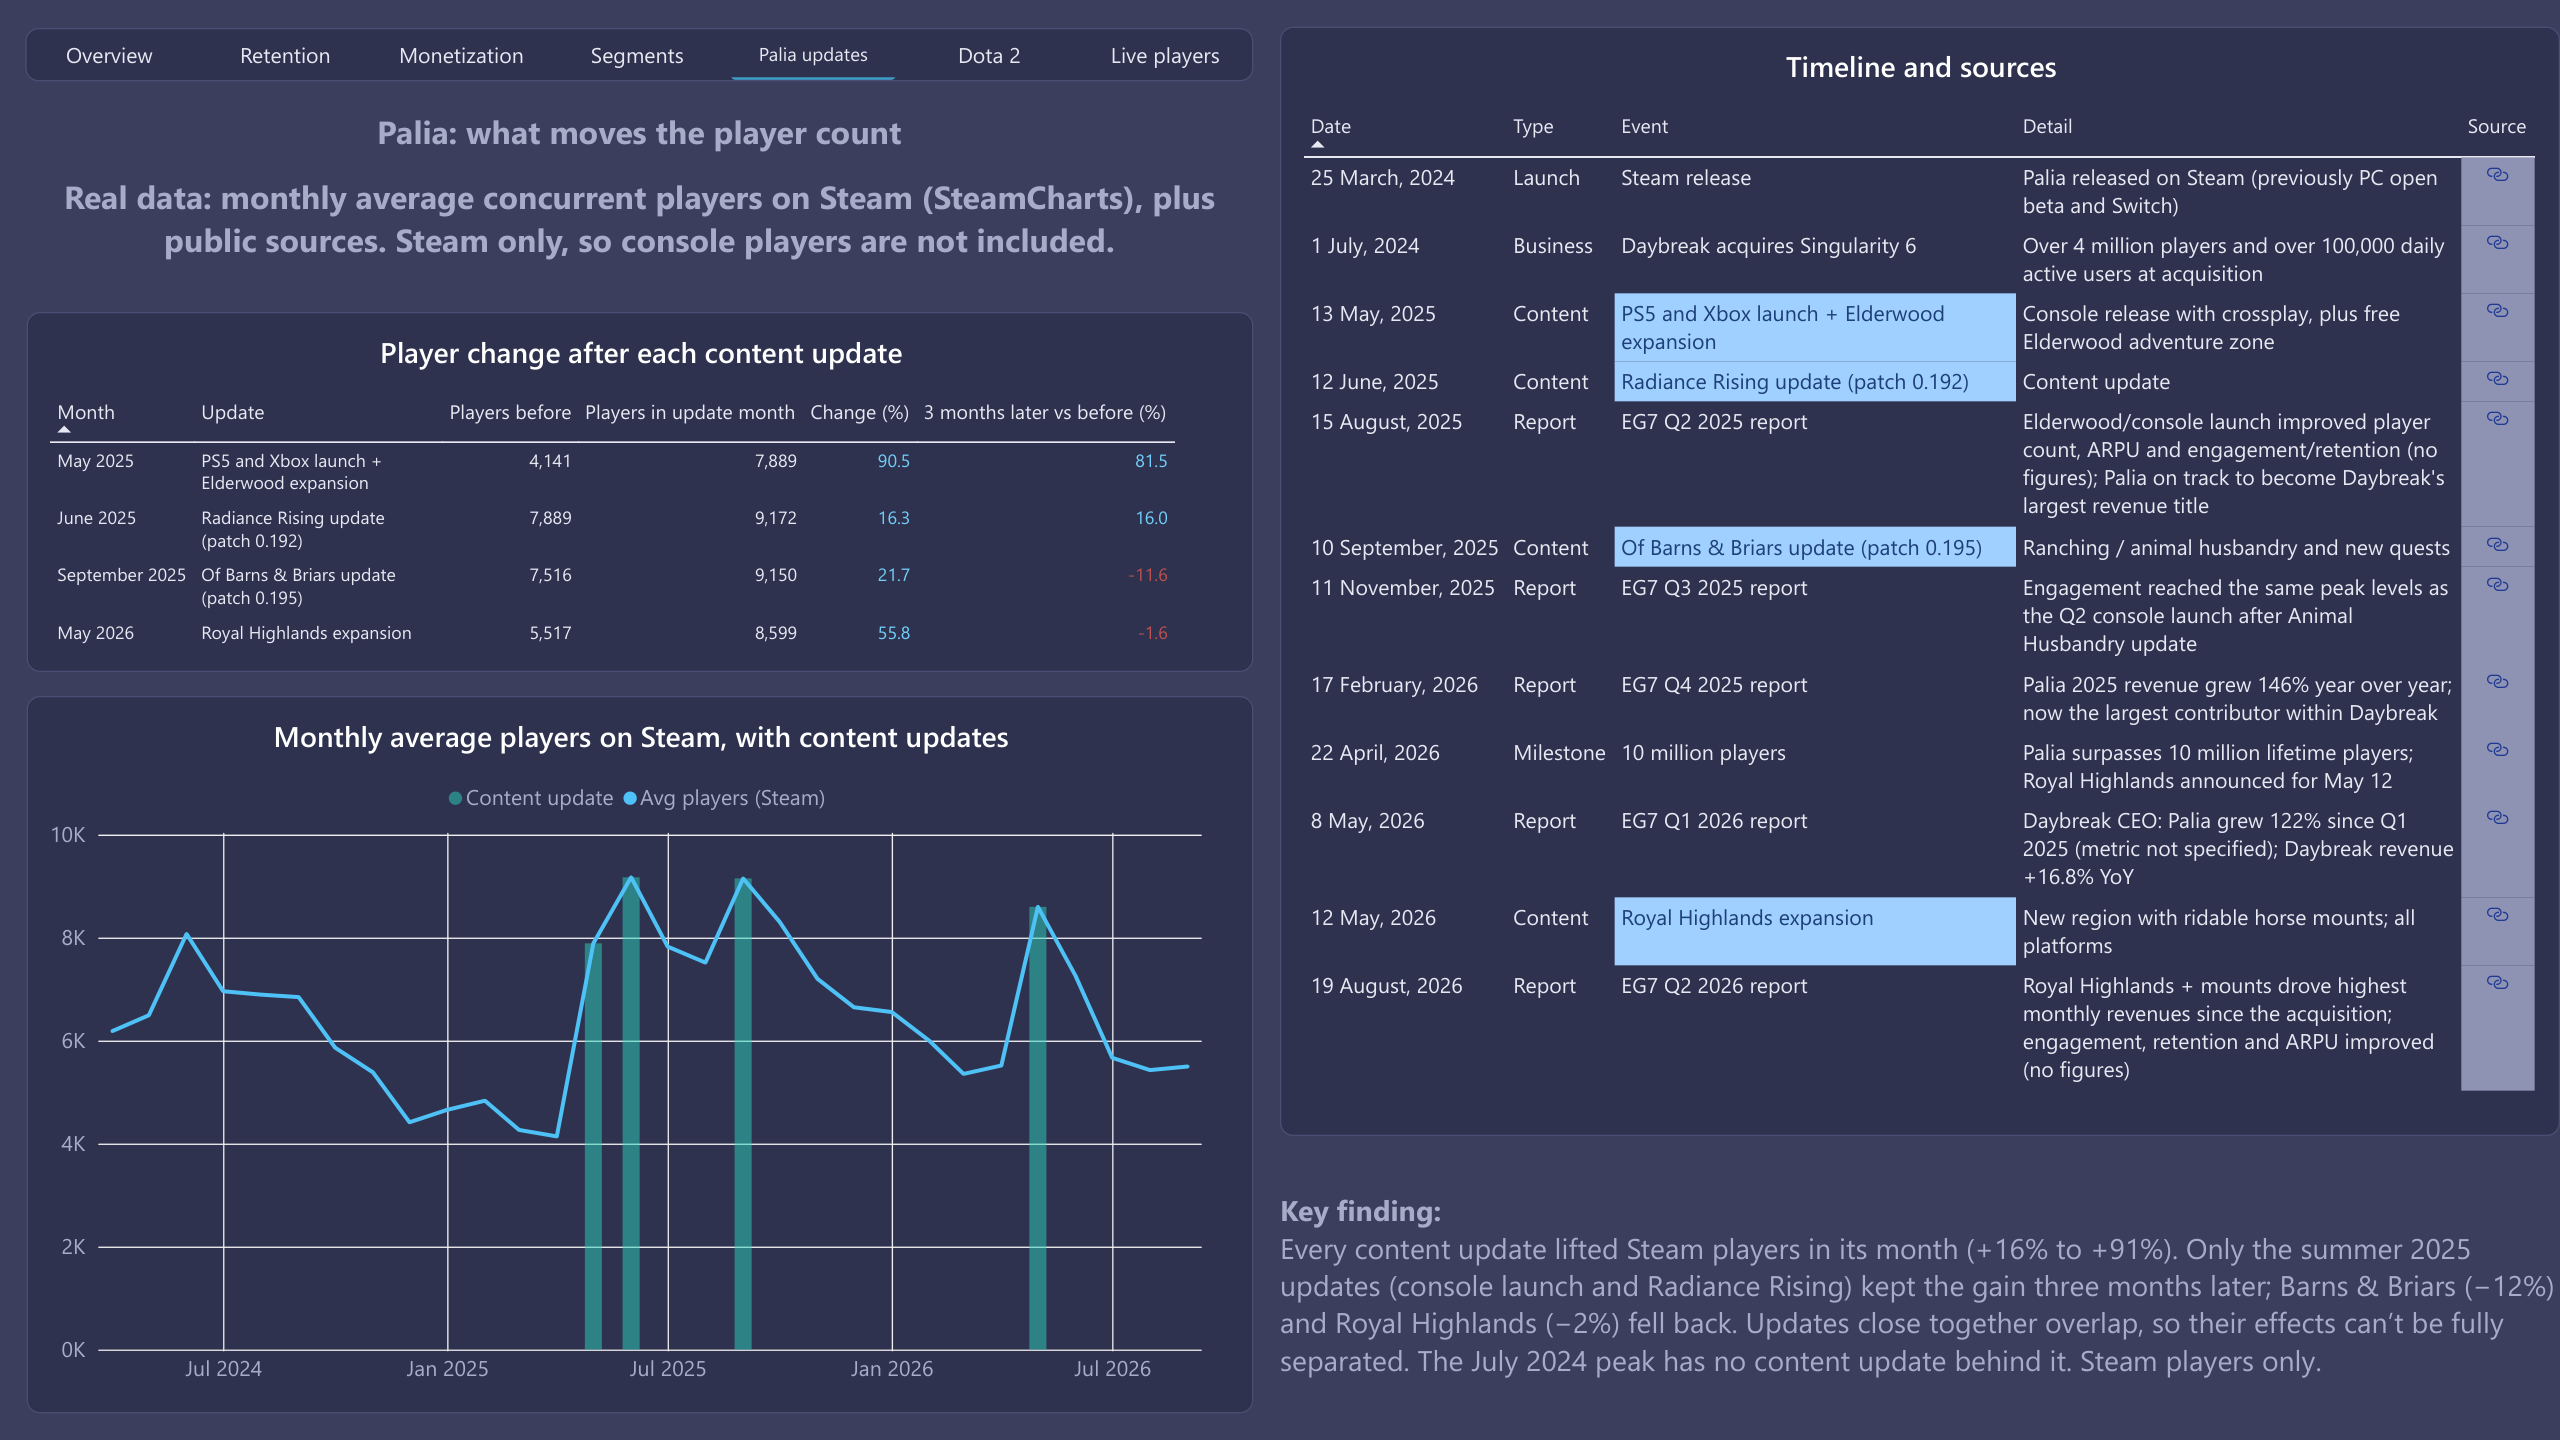 Overview Retention Monetization Segments Palia updates Dota 2 Live players
Palia: what moves the player count
Real data: monthly average concurrent players on Steam (SteamCharts), plus
public sources. Steam only, so console players are not included.
Player change after each content update
Month Update Players before Players in update month Change (%) 3 months later vs before (%)
May 2025 PS5 and Xbox launch + 4,141 7,889 90.5 81.5
Elderwood expansion
June 2025 Radiance Rising update 7,889 9,172 16.3 16.0
(patch 0.192)
September 2025 Of Barns & Briars update 7,516 9,150 21.7 -11.6
(patch 0.195)
May 2026 Royal Highlands expansion 5,517 8,599 55.8 -1.6
Monthly average players on Steam, with content updates
Content update Avg players (Steam)
10K
8K
6K
4K
2K
0K
Jul 2024 Jan 2025 Jul 2025 Jan 2026 Jul 2026
Timeline and sources
Date Type Event Detail Source
25 March, 2024 Launch Steam release Palia released on Steam (previously PC open
beta and Switch)
1 July, 2024 Business Daybreak acquires Singularity 6 Over 4 million players and over 100,000 daily
active users at acquisition
13 May, 2025 Content PS5 and Xbox launch + Elderwood Console release with crossplay, plus free
expansion Elderwood adventure zone
12 June, 2025 Content Radiance Rising update (patch 0.192) Content update
15 August, 2025 Report EG7 Q2 2025 report Elderwood/console launch improved player
count, ARPU and engagement/retention (no
figures); Palia on track to become Daybreak's
largest revenue title
10 September, 2025 Content Of Barns & Briars update (patch 0.195) Ranching / animal husbandry and new quests
11 November, 2025 Report EG7 Q3 2025 report Engagement reached the same peak levels as
the Q2 console launch after Animal
Husbandry update
17 February, 2026 Report EG7 Q4 2025 report Palia 2025 revenue grew 146% year over year;
now the largest contributor within Daybreak
22 April, 2026 Milestone 10 million players Palia surpasses 10 million lifetime players;
Royal Highlands announced for May 12
8 May, 2026 Report EG7 Q1 2026 report Daybreak CEO: Palia grew 122% since Q1
2025 (metric not specified); Daybreak revenue
+16.8% YoY
12 May, 2026 Content Royal Highlands expansion New region with ridable horse mounts; all
platforms
19 August, 2026 Report EG7 Q2 2026 report Royal Highlands + mounts drove highest
monthly revenues since the acquisition;
engagement, retention and ARPU improved
(no figures)
Key finding:
Every content update lifted Steam players in its month (+16% to +91%). Only the summer 2025
updates (console launch and Radiance Rising) kept the gain three months later; Barns & Briars (−12%)
and Royal Highlands (−2%) fell back. Updates close together overlap, so their effects can’t be fully
separated. The July 2024 peak has no content update behind it. Steam players only.